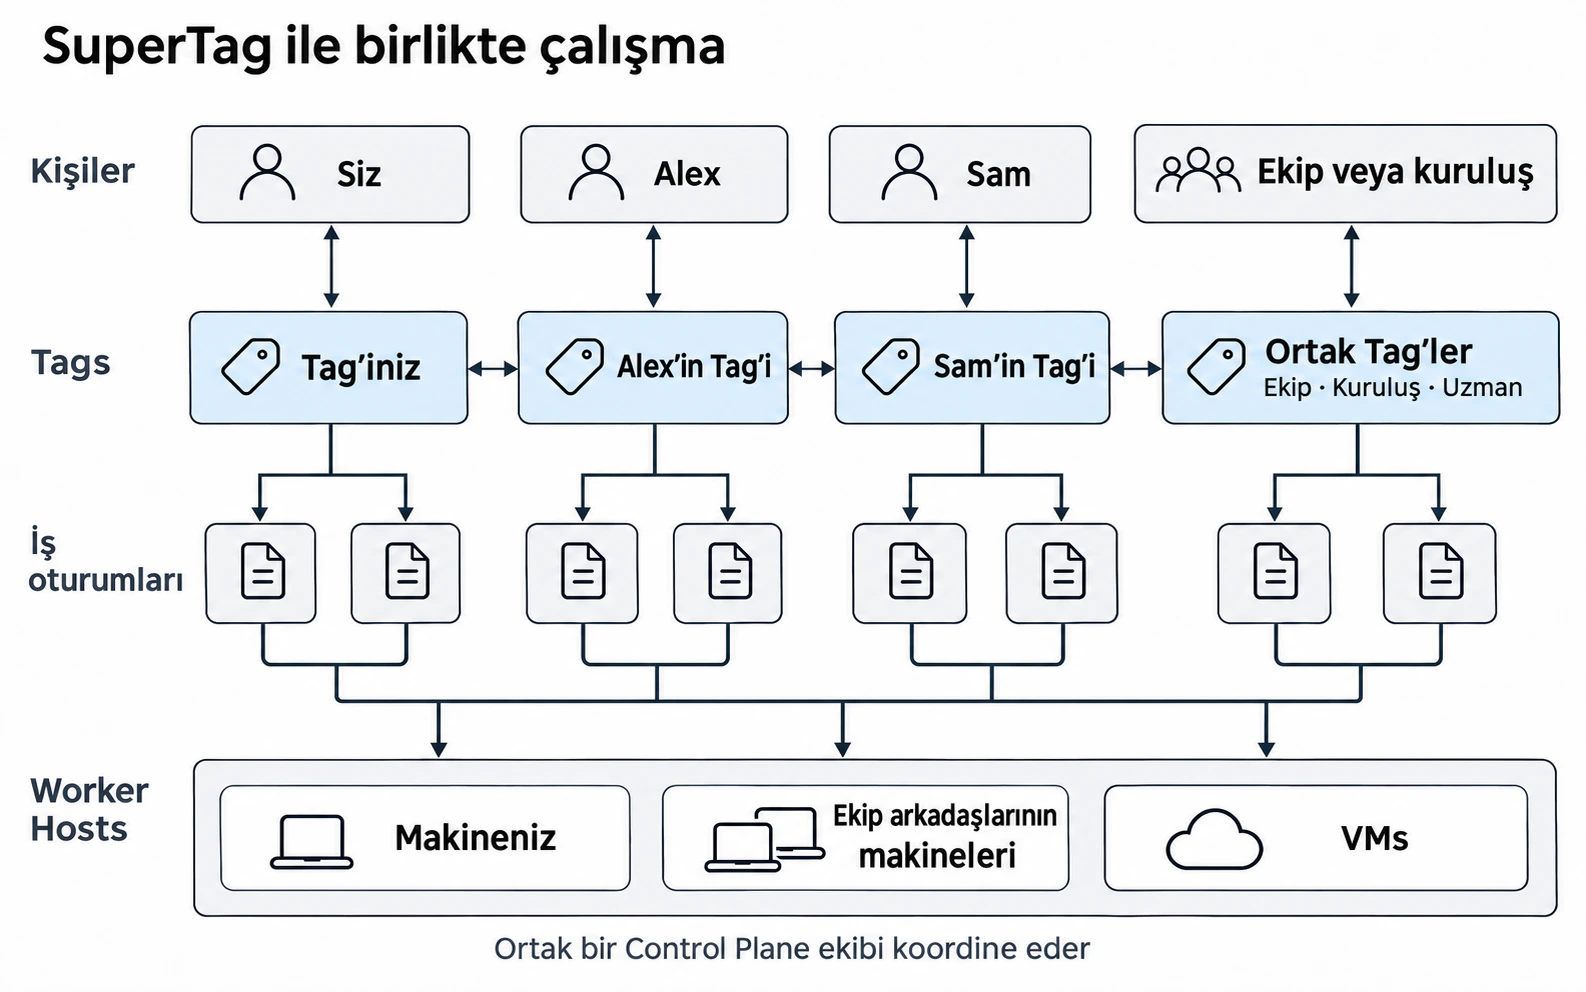 SuperTag ile birlikte çalışma
Kişiler
Siz
Alex
Sam
Ekip veya kuruluş
Tags
Tag’iniz
Alex’in Tag’i
Sam’in Tag’i
Ortak Tag’ler
Ekip · Kuruluş · Uzman
İş
oturumları
Worker
Hosts
Makineniz
Ekip arkadaşlarının
makineleri
VMs
Ortak bir Control Plane ekibi koordine eder